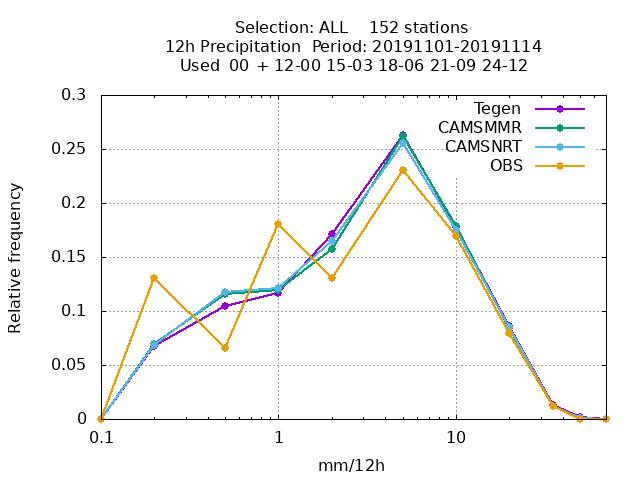 Selection: ALL    152 stations
12h Precipitation  Period: 20191101-20191114
Used  00 + 12-00 15-03 18-06 21-09 24-12
Relative frequency
0.3
0.25
0.2
0.15
0.1
0.05
0
Tegen
CAMSMMR
CAMSNRT
OBS
0.1 1 10
mm/12h